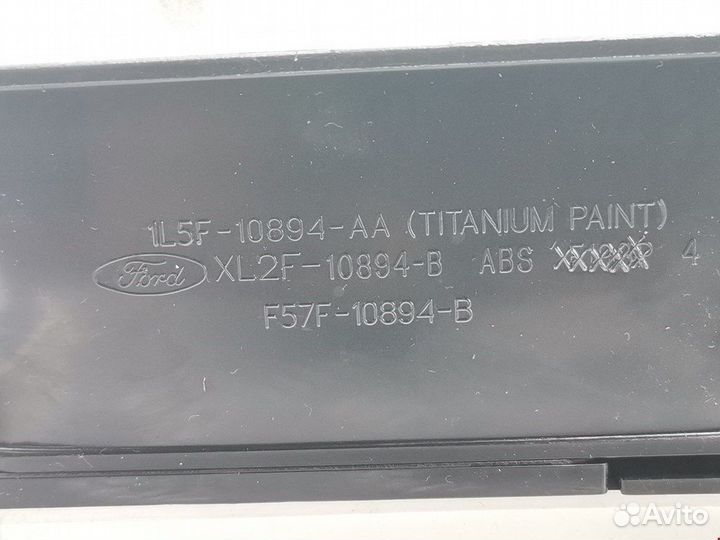 1L5F-10894-AA (TITANIUM PAINT)
Ford XL2F-10894-B ABS 4
F57F-10894-B
Avito